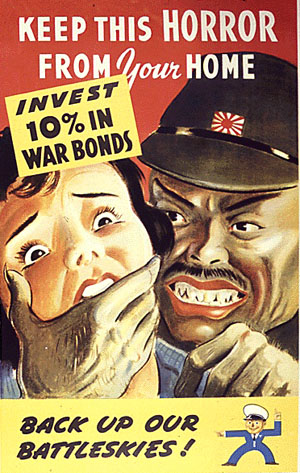 KEEP THIS HORROR
FROM Your HOME
INVEST
10% IN
WAR BONDS
BACK UP OUR
BATTLESKIES!